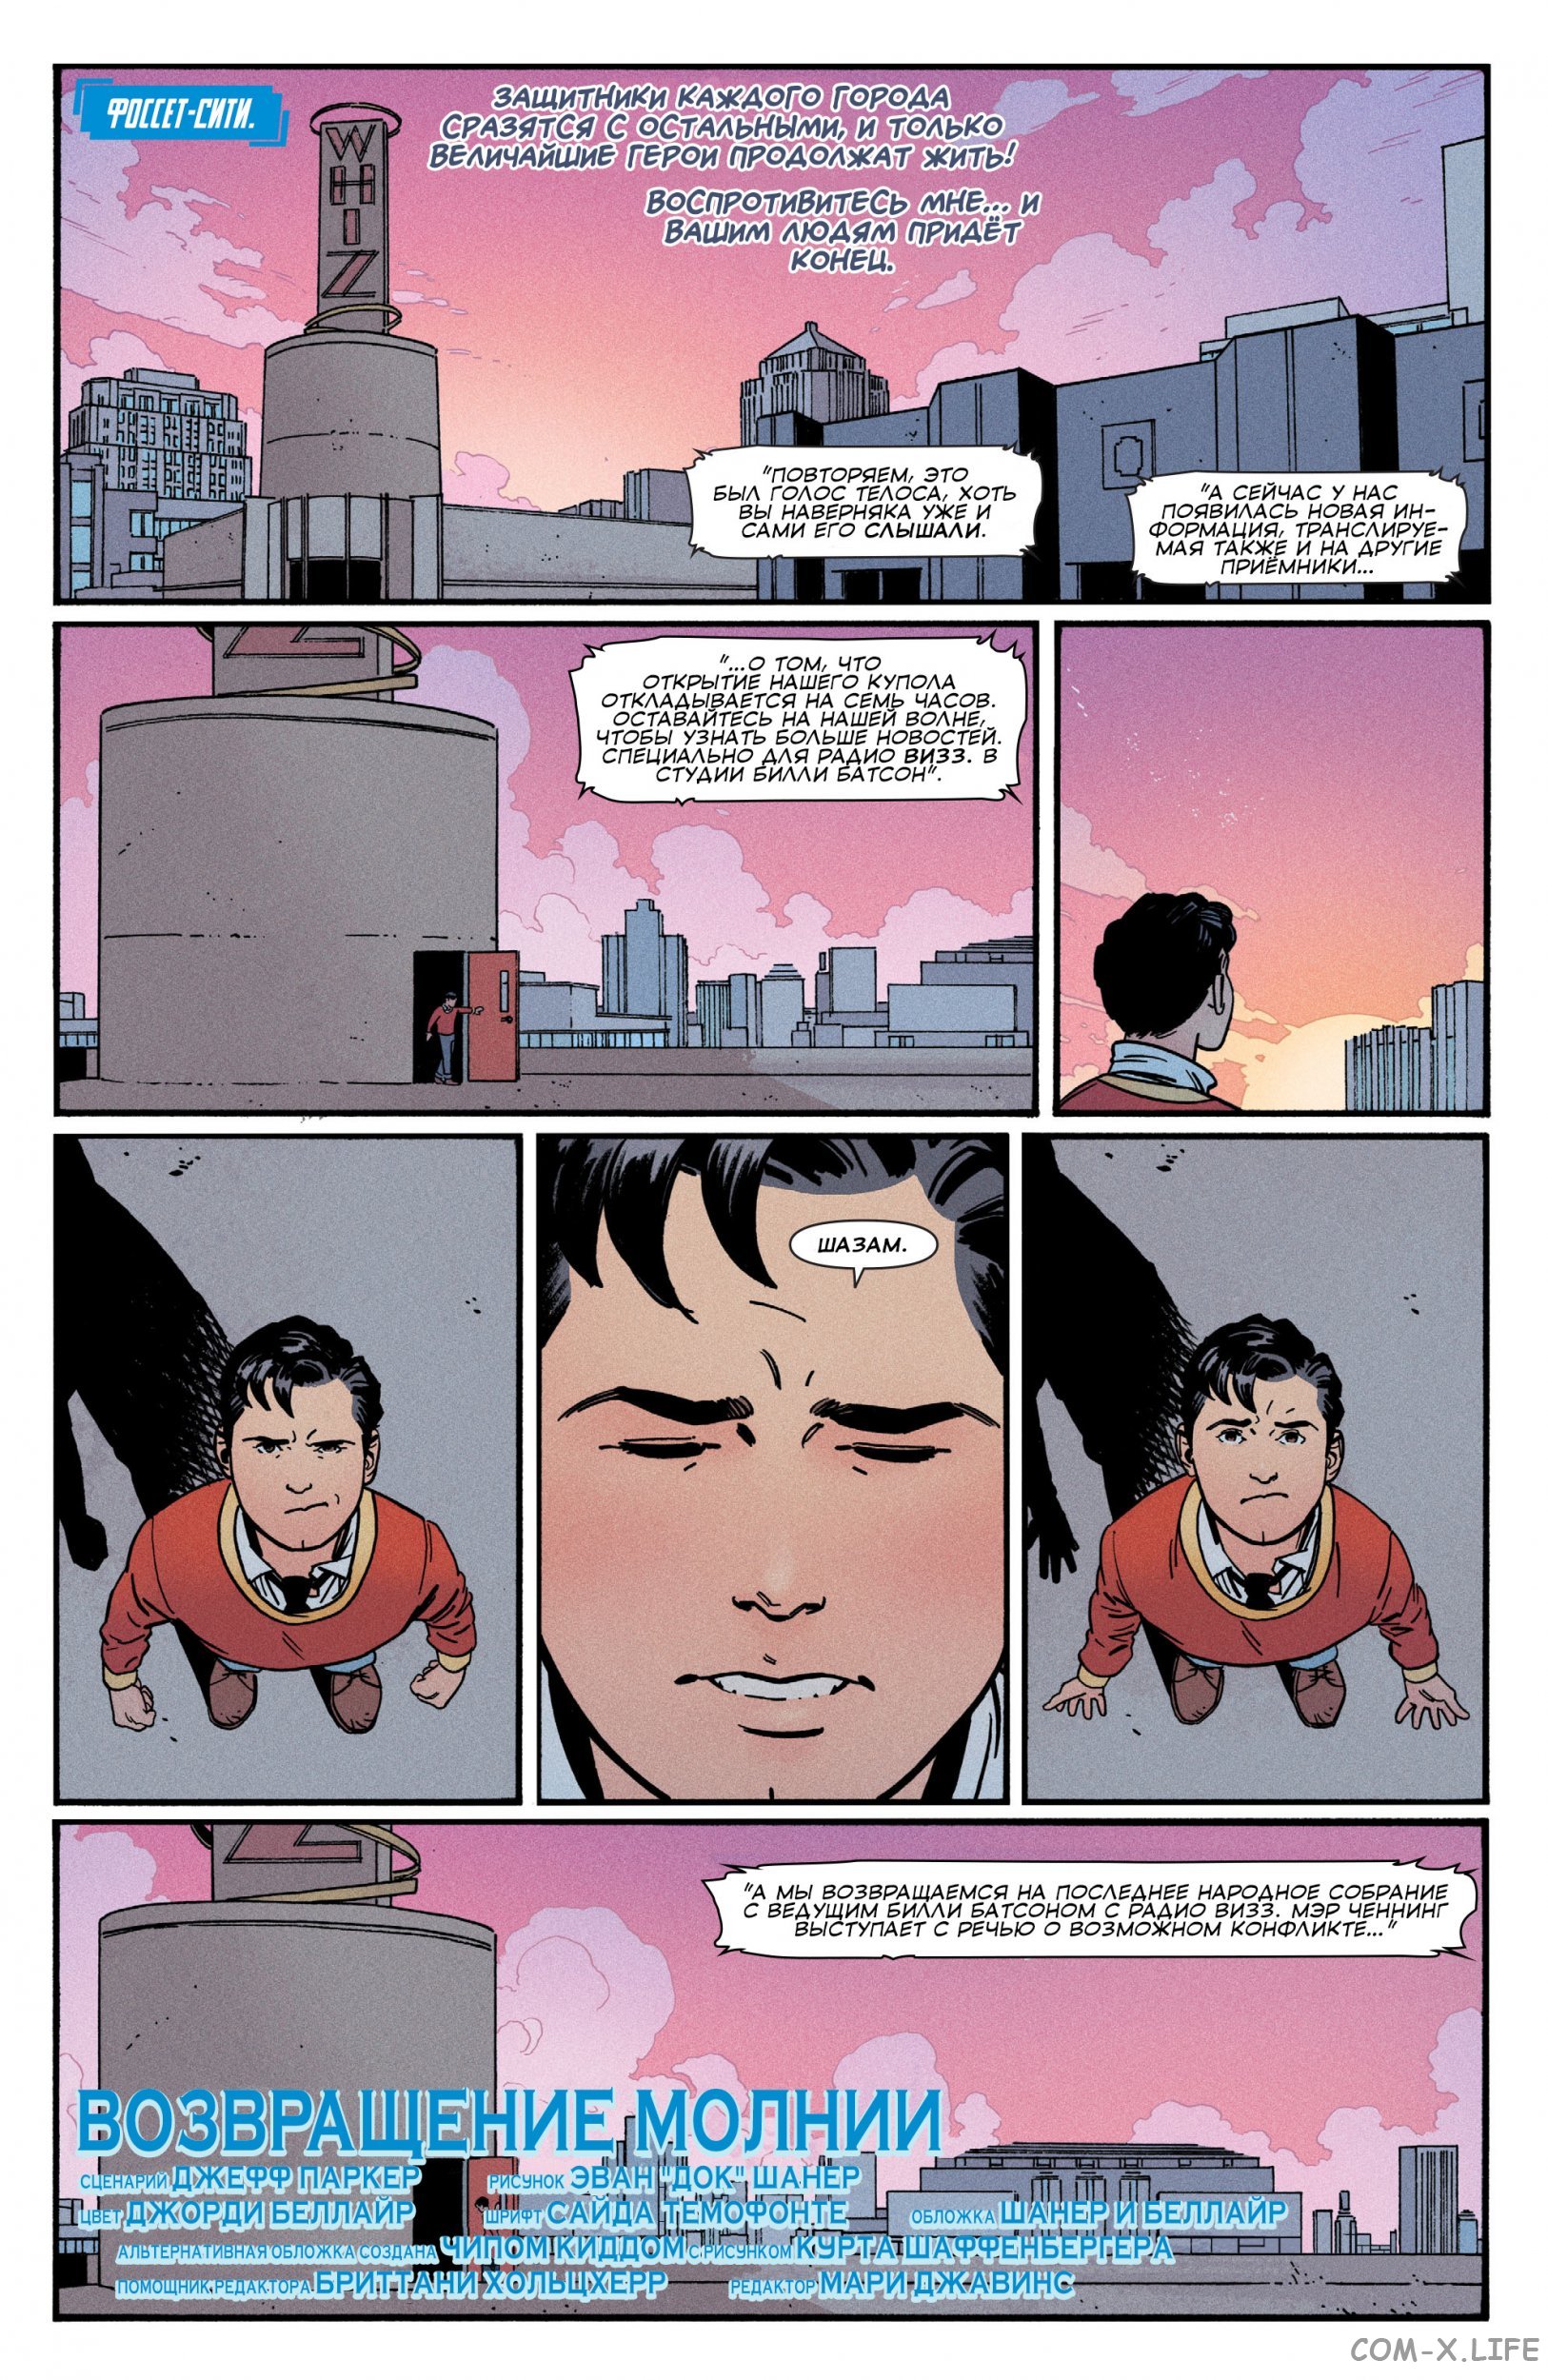 ФОССЕТ-СИТИ.
WHIZ
ЗАЩИТНИКИ КАЖДОГО ГОРОДА
СРАЗЯТСЯ С ОСТАЛЬНЫМИ, И ТОЛЬКО
ВЕЛИЧАЙШИЕ ГЕРОИ ПРОДОЛЖАТ ЖИТЬ!
ВОСПРОТИВИТЕСЬ МНЕ... И
ВАШИМ ЛЮДЯМ ПРИДЁТ
КОНЕЦ.
"ПОВТОРЯЕМ, ЭТО
БЫЛ ГОЛОС ТЕЛОСА, ХОТЬ
ВЫ НАВЕРНЯКА УЖЕ И
САМИ ЕГО СЛЫШАЛИ.
"А СЕЙЧАС У НАС
ПОЯВИЛАСЬ НОВАЯ ИН-
ФОРМАЦИЯ, ТРАНСЛИРУЕ-
МАЯ ТАКЖЕ И НА ДРУГИЕ
ПРИЁМНИКИ...
Z
"...О ТОМ, ЧТО
ОТКРЫТИЕ НАШЕГО КУПОЛА
ОТКЛАДЫВАЕТСЯ НА СЕМЬ ЧАСОВ.
ОСТАВАЙТЕСЬ НА НАШЕЙ ВОЛНЕ,
ЧТОБЫ УЗНАТЬ БОЛЬШЕ НОВОСТЕЙ.
СПЕЦИАЛЬНО ДЛЯ РАДИО ВИЗЗ. В
СТУДИИ БИЛЛИ БАТСОН".
ШАЗАМ.
Z
"А МЫ ВОЗВРАЩАЕМСЯ НА ПОСЛЕДНЕЕ НАРОДНОЕ СОБРАНИЕ
С ВЕДУЩИМ БИЛЛИ БАТСОНОМ С РАДИО ВИЗЗ. МЭР ЧЕННИНГ
ВЫСТУПАЕТ С РЕЧЬЮ О ВОЗМОЖНОМ КОНФЛИКТЕ..."
ВОЗВРАЩЕНИЕ МОЛНИИ
СЦЕНАРИЙ ДЖЕФФ ПАРКЕР РИСУНОК ЭВАН "ДОК" ШАНЕР
ЦВЕТ ДЖОРДИ БЕЛЛАЙР ШРИФТ САЙДА ТЕМОФОНТЕ ОБЛОЖКА ШАНЕР И БЕЛЛАЙР
АЛЬТЕРНАТИВНАЯ ОБЛОЖКА СОЗДАНА ЧИПОМ КИДДОМ С РИСУНКОМ КУРТА ШАФФЕНБЕРГЕРА
ПОМОЩНИК РЕДАКТОРА БРИТТАНИ ХОЛЬЦХЕРР РЕДАКТОР МАРИ ДЖАВИНС
COM-X.LIFE